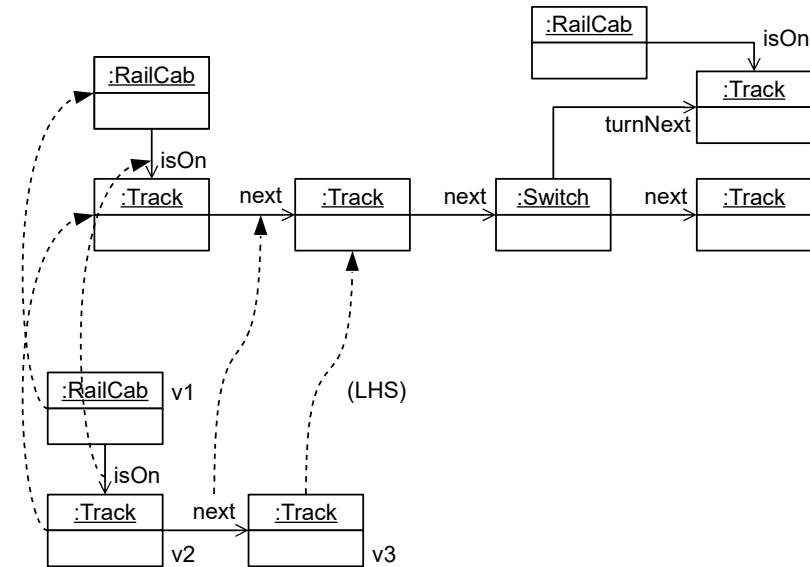 :RailCab
isOn
:RailCab
:Track
turnNext
isOn
:Track
next
:Track
next
:Switch
next
:Track
:RailCab
v1
(LHS)
isOn
:Track
next
:Track
v2
v3